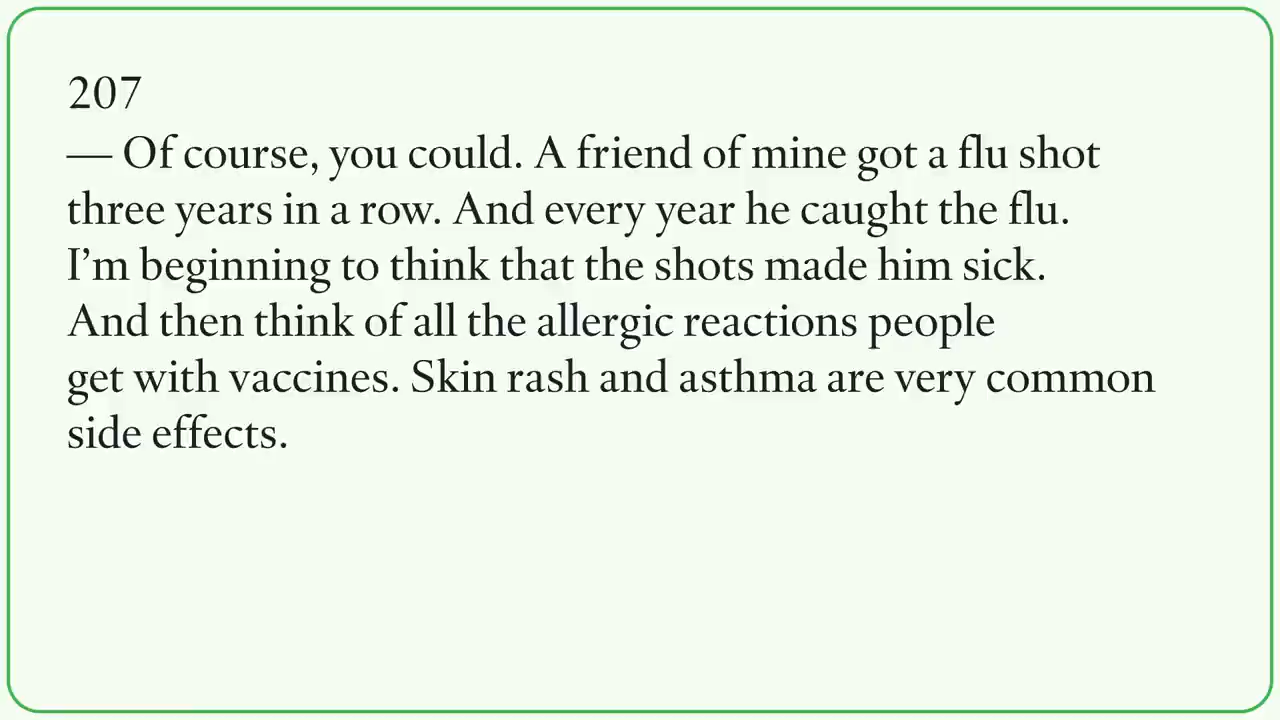 207
— Of course, you could. A friend of mine got a flu shot
three years in a row. And every year he caught the flu.
I’m beginning to think that the shots made him sick.
And then think of all the allergic reactions people
get with vaccines. Skin rash and asthma are very common
side effects.